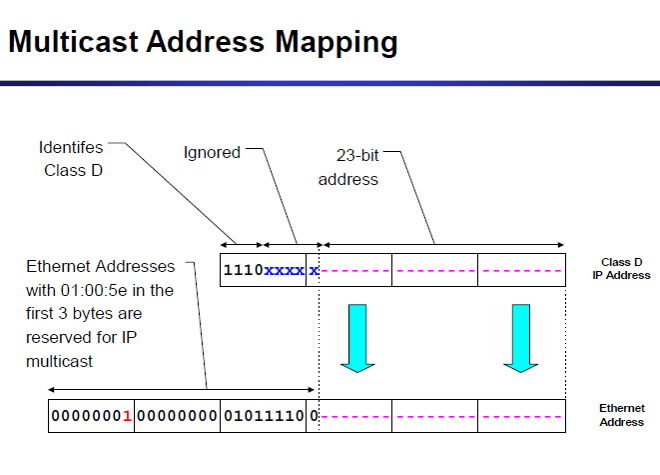 Multicast Address Mapping
Identifes
Class D
Ignored
23-bit
address
Ethernet Addresses
with 01:00:5e in the
first 3 bytes are
reserved for IP
multicast
1110xxxx x------- -------- --------
Class D
IP Address
00000001 00000000 01011110 0------- -------- --------
Ethernet
Address